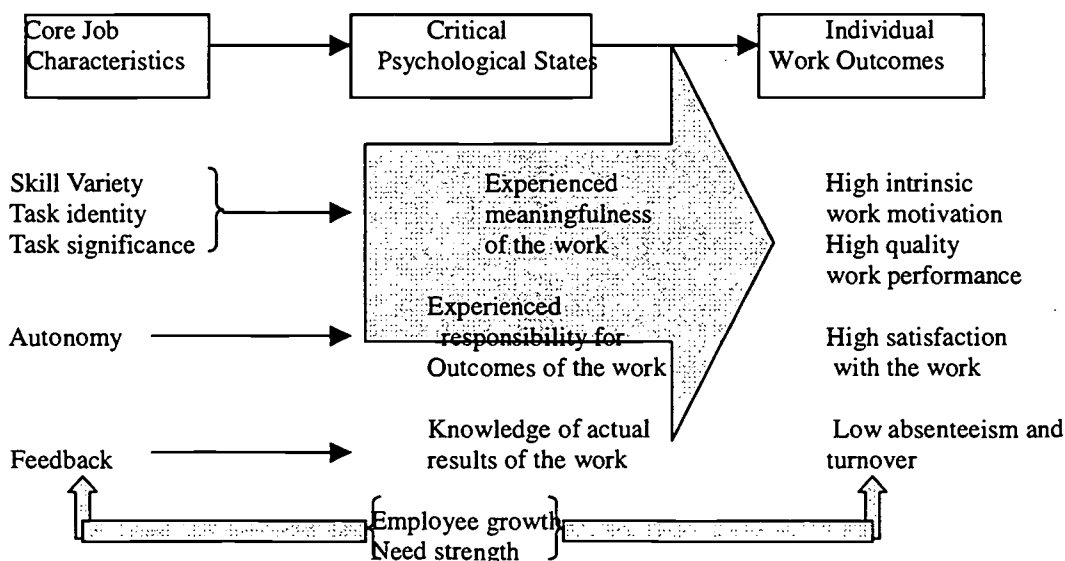 Core Job
Characteristics
Critical
Psychological States
Individual
Work Outcomes
Skill Variety
Task identity
Task significance
Experienced
meaningfulness
of the work
High intrinsic
work motivation
High quality
work performance
Autonomy
Experienced
responsibility for
Outcomes of the work
High satisfaction
with the work
Feedback
Knowledge of actual
results of the work
Low absenteeism and
turnover
Employee growth
Need strength